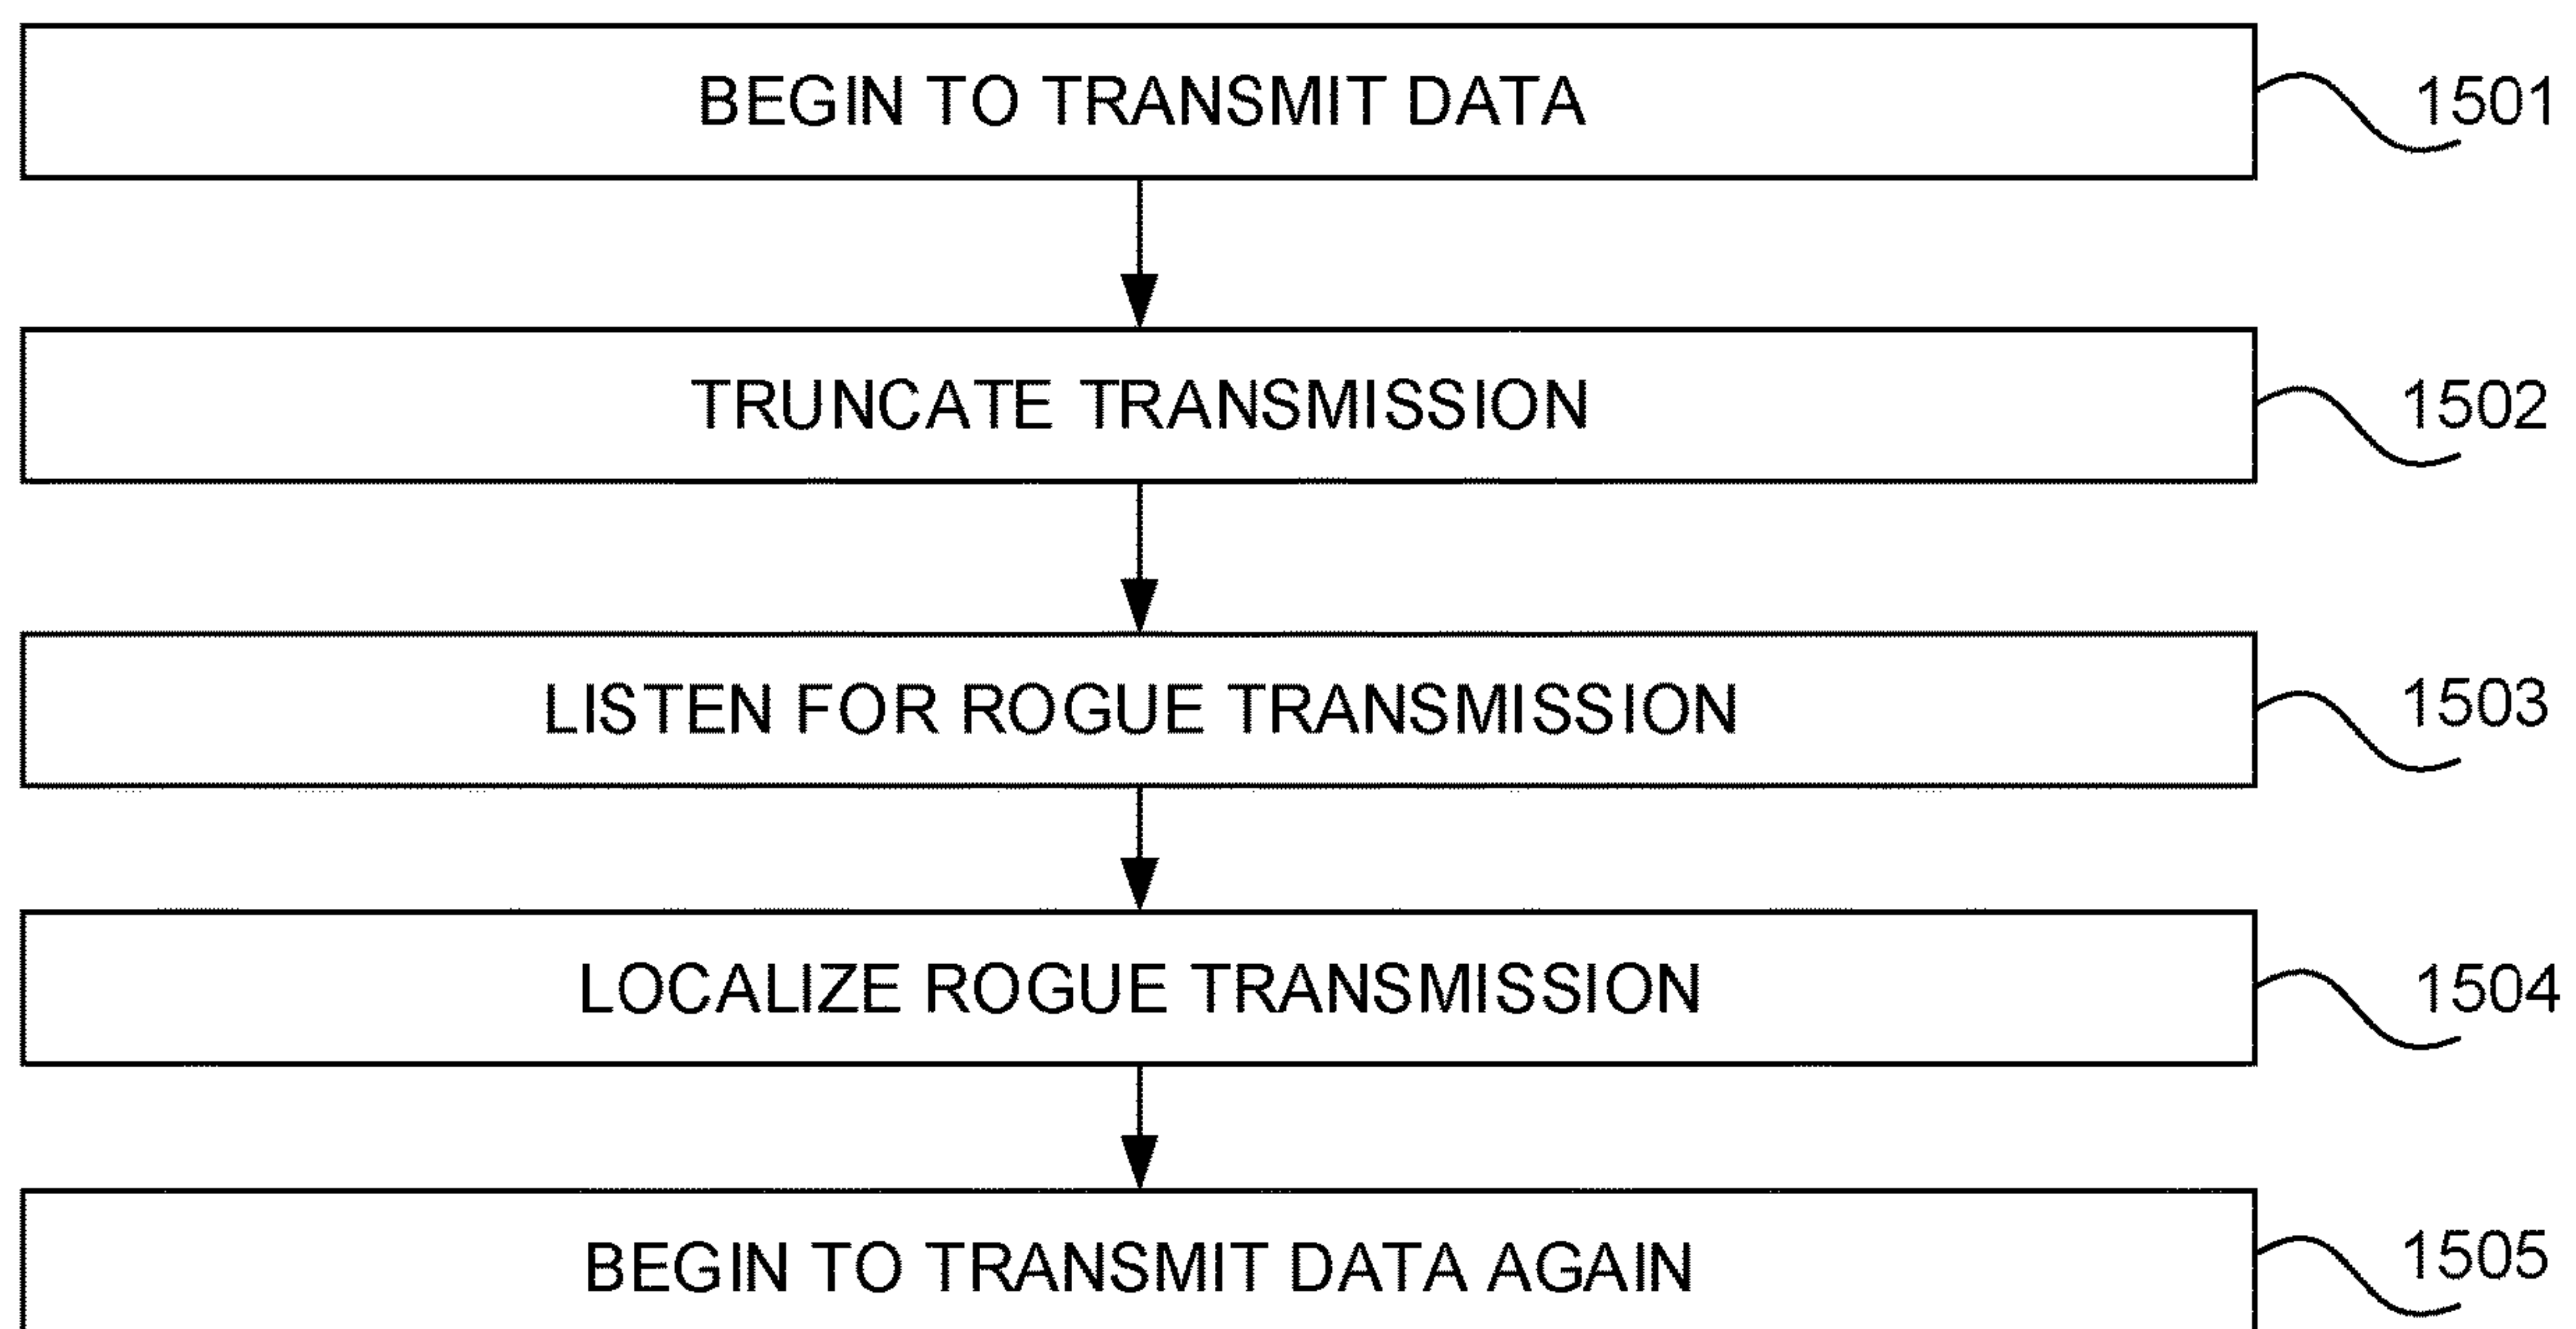 BEGIN TO TRANSMIT DATA 1501
TRUNCATE TRANSMISSION 1502
LISTEN FOR ROGUE TRANSMISSION 1503
LOCALIZE ROGUE TRANSMISSION 1504
BEGIN TO TRANSMIT DATA AGAIN 1505